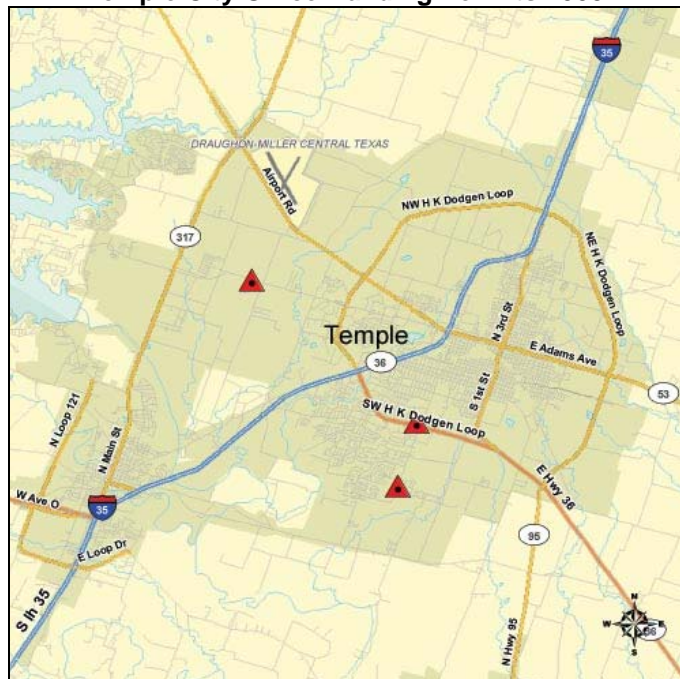 35
DRAUGHON-MILLER CENTRAL TEXAS
Airport Rd
NW H K Dodgen Loop
317
NE H K Dodgen Loop
N 3rd St
Temple
36
E Adams Ave
S 1st St
53
N Loop 121
SW H K Dodgen Loop
N Main St
E Hwy 36
W Ave O
35
95
E Loop Dr
S Ih 35
N Hwy 95
N
W
E
S